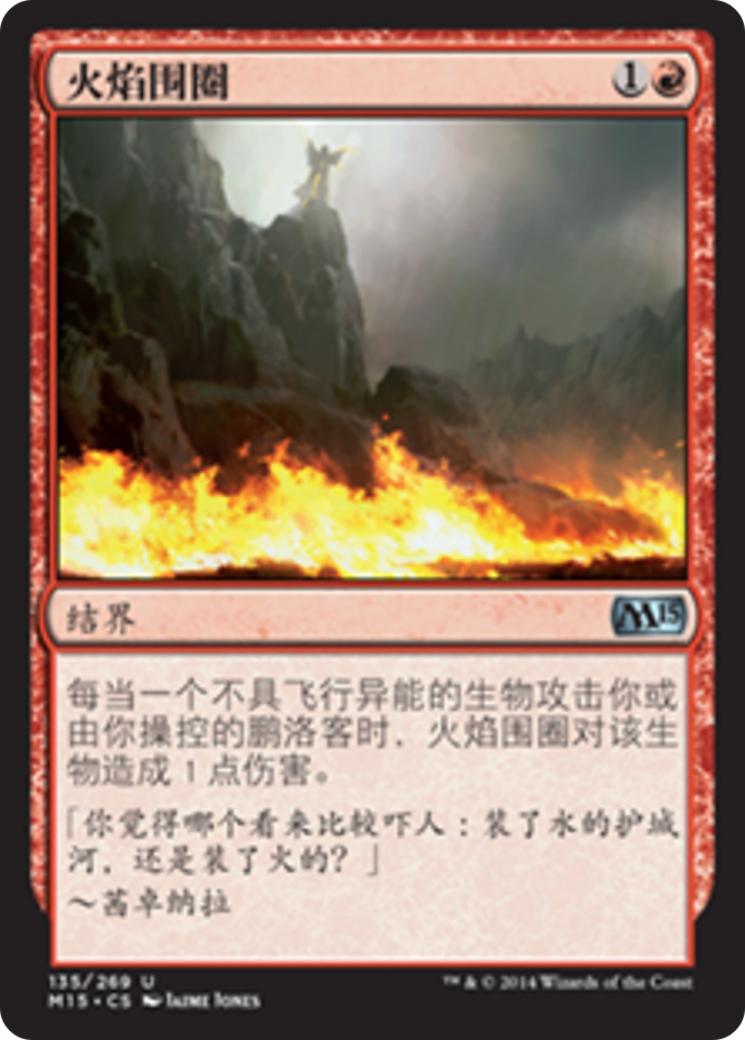 火焰围圈 1
结界 M15
每当一个不具飞行异能的生物攻击你或
由你操控的鹏洛客时，火焰围圈对该生
物造成 1 点伤害。
「你觉得哪个看来比较吓人：装了水的护城
河，还是装了火的？」
～茜卓纳拉
135/269 U
M15 • CS Jaime Jones
™ & © 2014 Wizards of the Coast